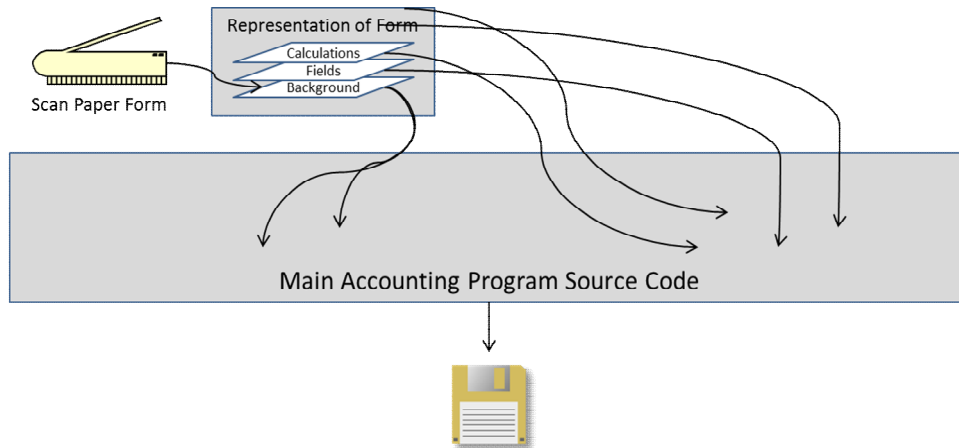 Representation of Form
Calculations
Fields
Background
Scan Paper Form
Main Accounting Program Source Code